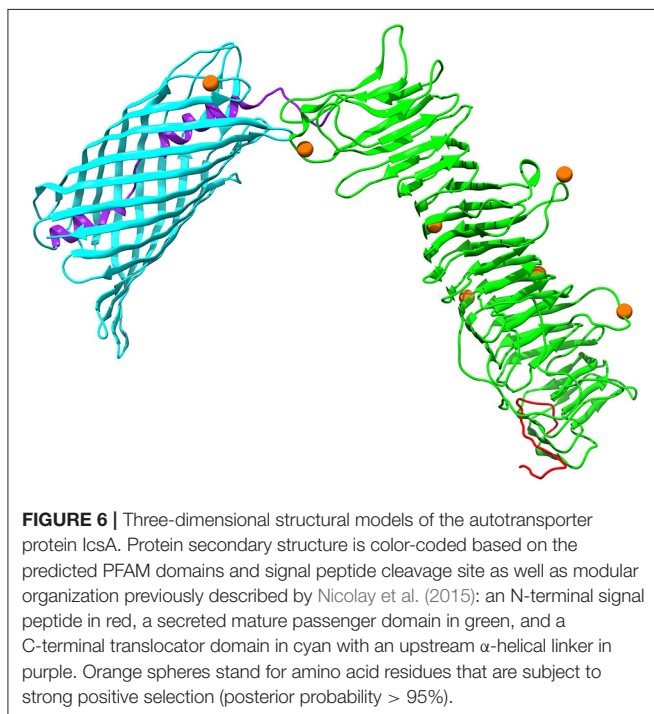 FIGURE 6 | Three-dimensional structural models of the autotransporter
protein IcsA. Protein secondary structure is color-coded based on the
predicted PFAM domains and signal peptide cleavage site as well as modular
organization previously described by Nicolay et al. (2015): an N-terminal signal
peptide in red, a secreted mature passenger domain in green, and a
C-terminal translocator domain in cyan with an upstream α-helical linker in
purple. Orange spheres stand for amino acid residues that are subject to
strong positive selection (posterior probability > 95%).